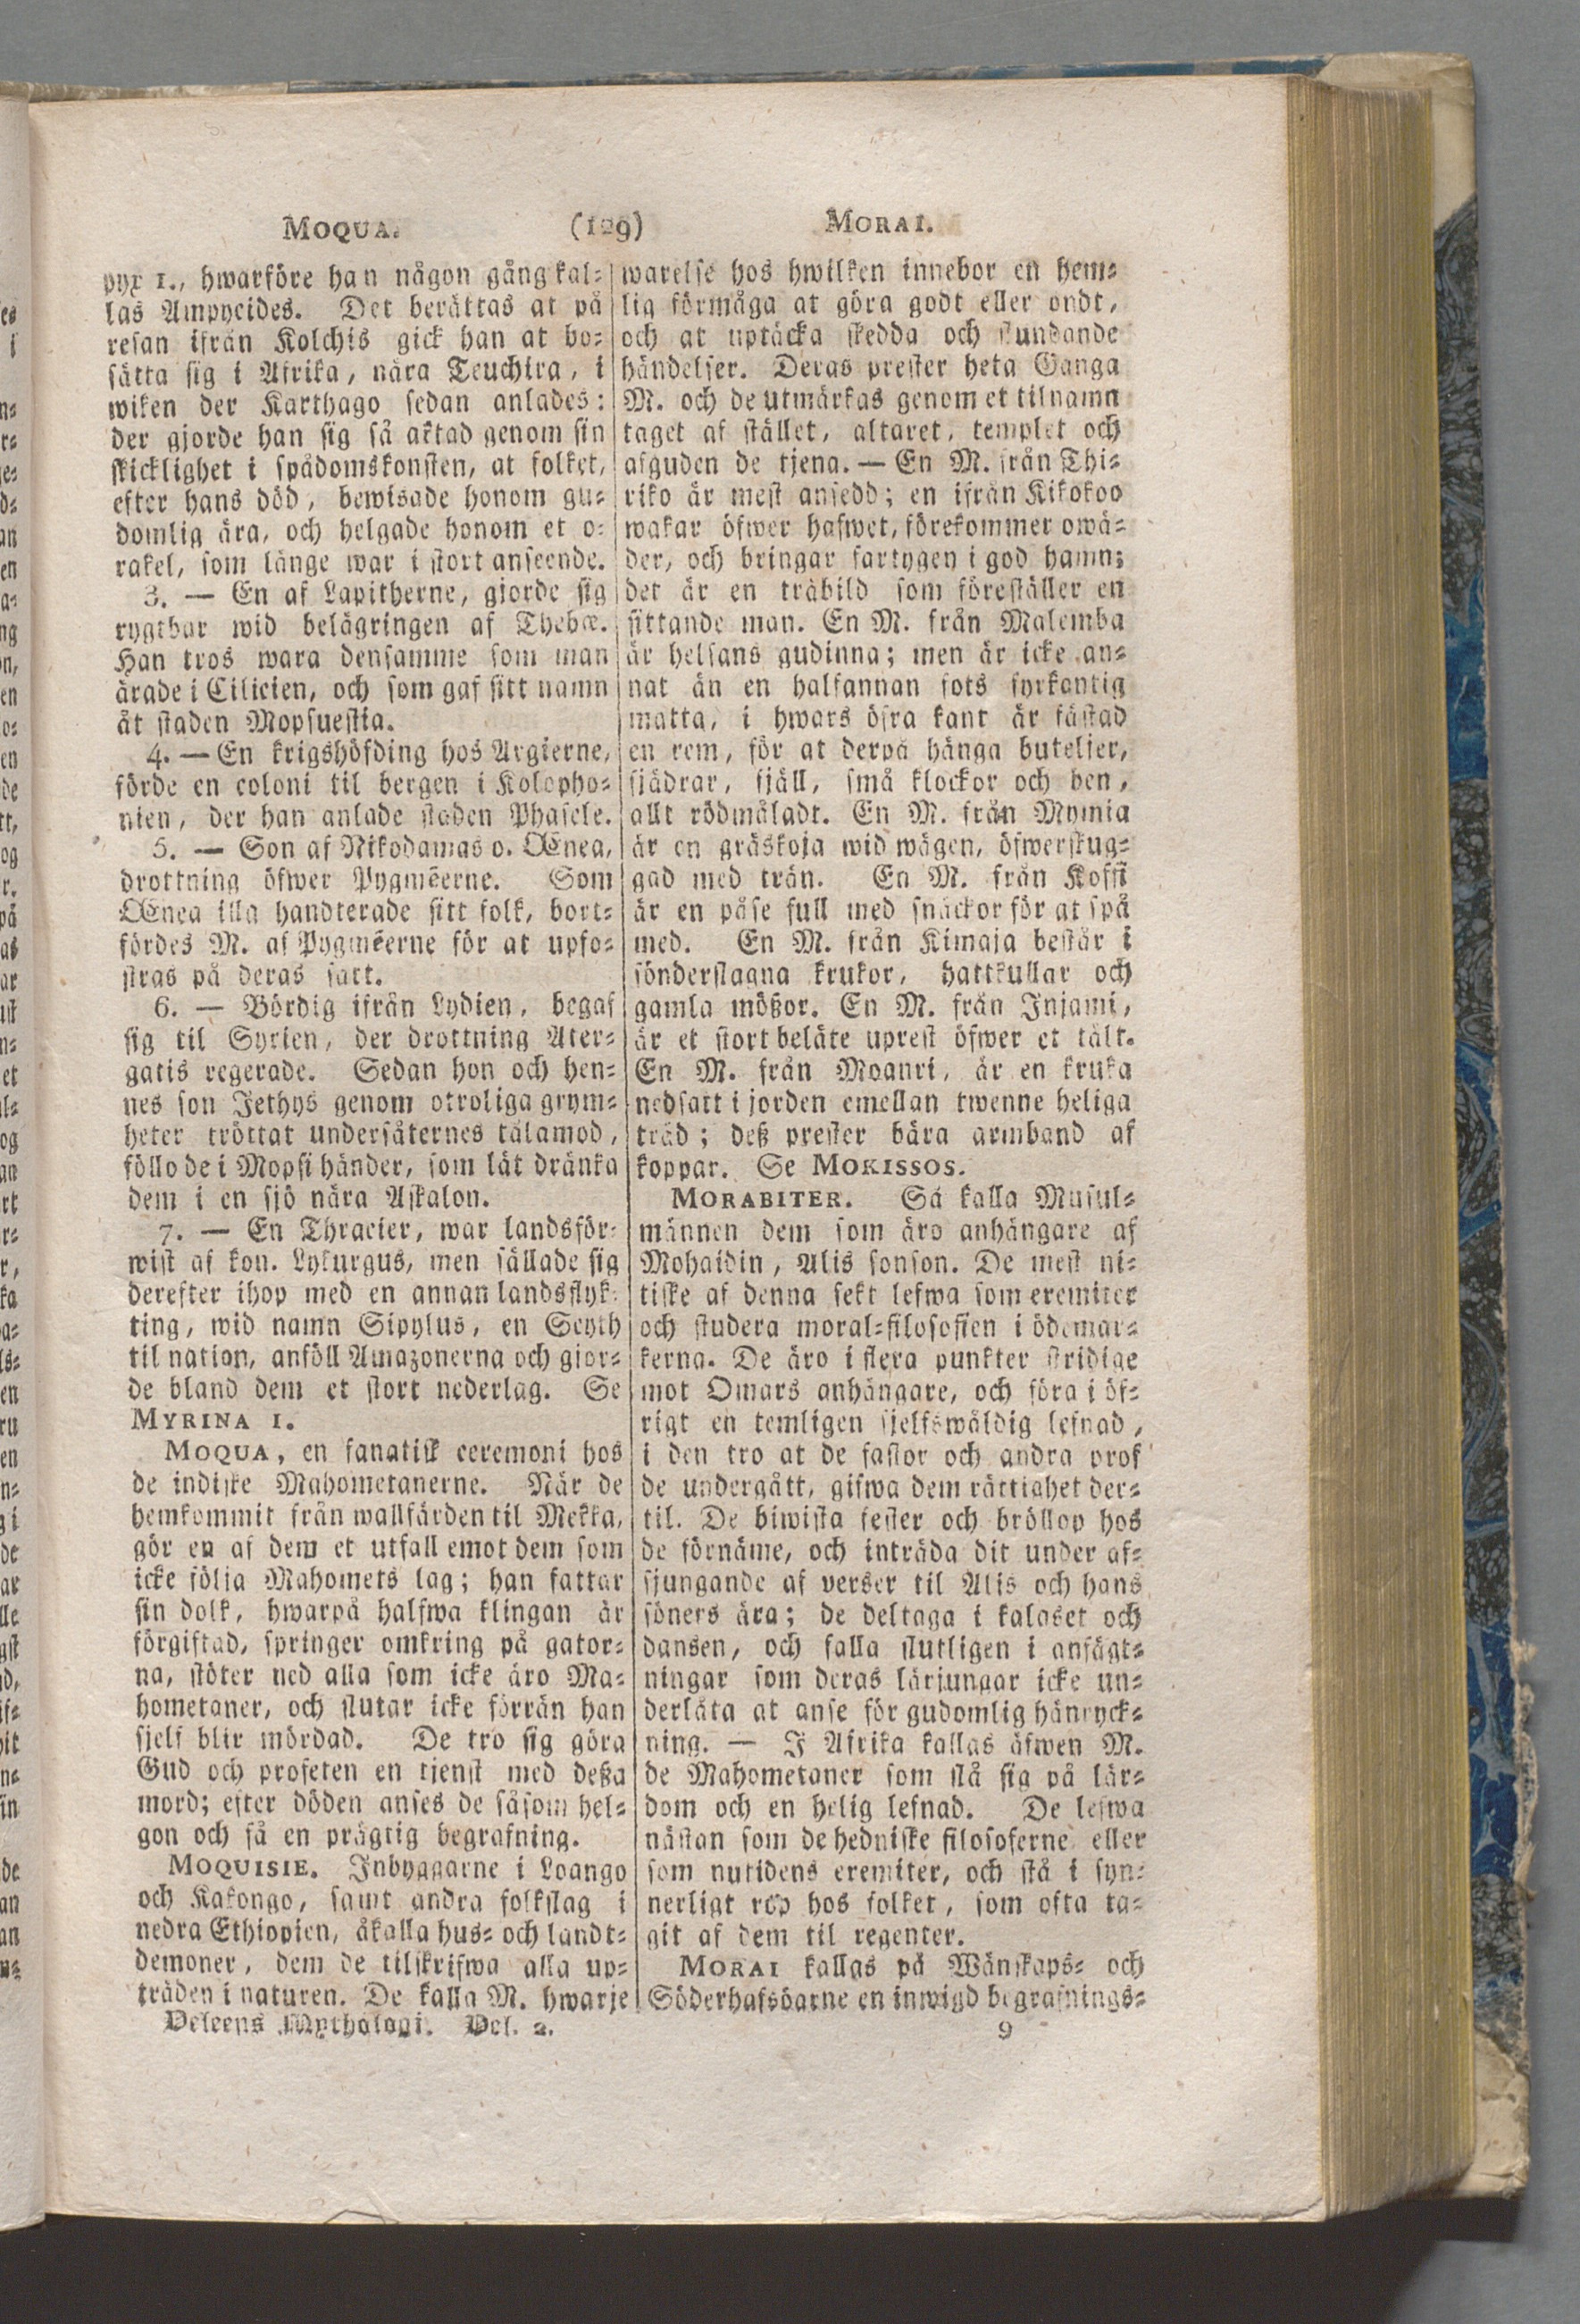 MOQUA. (129) MORAI.
pyx 1., hwarföre han någon gång kal-
las Ampycides. Det berättas at på
resan ifrån Kolchis gick han at bo-
sätta sig i Afrika, nära Teuchira, i
wiken der Karthago sedan anlades:
der gjorde han sig så aktad genom sin
skicklighet i spådomskonsten, at folket,
efter hans död, bewisade honom gu-
domlig ära, och helgade honom et o-
rakel, som länge war i stort anseende.
3. — En af Lapitherne, gjorde sig
rygtbar wid belägringen af Thebæ.
Han tros wara densamme som man
ärade i Cilicien, och som gaf sitt namn
åt staden Mopsuestia.
4. — En krigshöfding hos Argierne,
förde en coloni til bergen i Kolopho-
nien, der han anlade staden Phasele.
5. — Son af Nikodamas o. Œnea,
drottning öfwer Pygméerne. Som
Œnea illa handterade sitt folk, bort-
fördes M. af Pygméerne för at upfo-
stras på deras satt.
6. — Bördig ifrån Lydien, begaf
sig til Syrien, der drottning Ater-
gatis regerade. Sedan hon och hen-
nes son Jethys genom otroliga grym-
heter tröttat undersåternes tålamod,
föllo de i Mopsi händer, som lät dränka
dem i en sjö nära Askalon.
7. — En Thracier, war landsför-
wist af kon. Lykurgus, men sällade sig
derefter ihop med en annan landsflyk-
ting, wid namn Sipylus, en Scyth
til nation, anföll Amazonerna och gjor-
de bland dem et stort nederlag. Se
MYRINA 1.
MOQUA, en fanatisk ceremoni hos
de indiske Mahometanerne. När de
hemkommit från wallfärden til Mekka,
gör en af dem et utfall emot dem som
icke följa Mahomets lag; han fattar
sin dolk, hwarpå halfwa klingan är
förgiftad, springer omkring på gator-
na, stöter ned alla som icke äro Ma-
hometaner, och slutar icke förrän han
sjelf blir mördad. De tro sig göra
Gud och profeten en tjenst med deßa
mord; efter döden anses de såsom hel-
gon och få en prägtig begrafning.
MOQUISIE. Inbyggarne i Loango
och Kakongo, samt andra folkslag i
nedra Ethiopien, åkalla hus- och landt-
demoner, dem de tilskrifwa alla up-
träden i naturen. De kalla M. hwarje
Deleens Mythologi. Del. 2.
warelse hos hwilken innebor en hem-
lig förmåga at göra godt eller ondt,
och at uptäcka skedda och stundande
händelser. Deras prester heta Ganga
M. och de utmärkas genom et tilnamn
taget af stället, altaret, templet och
afguden de tjena. — En M. från Thi-
riko är mest ansedd; en ifrån Kikokoo
wakar öfwer hafwet, förekommer owä-
der, och bringar fartygen i god hamn;
det är en träbild som föreställer en
sittande man. En M. från Malemba
är helsans gudinna; men är icke an-
nat än en halfannan fots fyrkantig
matta, i hwars öfra kant är fästad
en rem, för at derpå hänga buteljer,
fjädrar, fjäll, små klockor och ben,
allt rödmåladt. En M. från Mymia
är en gräskoja wid wägen, öfwerskug-
gad med trän. En M. från Koffi
är en påse full med snäckor för at spå
med. En M. från Kimaja består i
sönderslagna krukor, hattkullar och
gamla mößor. En M. från Injami,
är et stort beläte uprest öfwer et tält.
En M. från Moanri, är en kruka
nedsatt i jorden emellan twenne heliga
träd; deß prester bära armband af
koppar. Se MOKISSOS.
MORABITER. Så kalla Musul-
männen dem som äro anhängare af
Mohaidin, Alis sonson. De mest ni-
tiske af denna sekt lefwa som eremiter
och studera moral-filosofien i ödemar-
kerna. De äro i flera punkter stridige
mot Omars anhängare, och föra i öf-
rigt en temligen sjelfswåldig lefnad,
i den tro at de fastor och andra prof
de undergått, gifwa dem rättighet der-
til. De biwista fester och bröllop hos
de förnäme, och inträda dit under af-
sjungande af verser til Alis och hans
söners ära; de deltaga i kalaset och
dansen, och falla slutligen i anfägt-
ningar som deras lärjungar icke un-
derlåta at anse för gudomlig hänryck-
ning. — I Afrika kallas äfwen M.
de Mahometaner som slå sig på lär-
dom och en helig lefnad. De lefwa
nästan som de hedniske filosoferne eller
som nutidens eremiter, och stå i syn-
nerligt rop hos folket, som ofta ta-
git af dem til regenter.
MORAI kallas på Wänskaps- och
Söderhafsöarne en inwigd begrafnings-
9